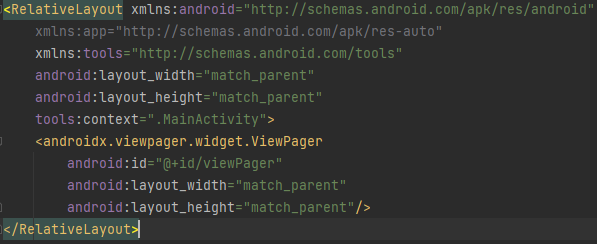 <RelativeLayout xmlns:android="http://schemas.android.com/apk/res/android"
    xmlns:app="http://schemas.android.com/apk/res-auto"
    xmlns:tools="http://schemas.android.com/tools"
    android:layout_width="match_parent"
    android:layout_height="match_parent"
    tools:context=".MainActivity">
    <androidx.viewpager.widget.ViewPager
        android:id="@+id/viewPager"
        android:layout_width="match_parent"
        android:layout_height="match_parent"/>
</RelativeLayout>